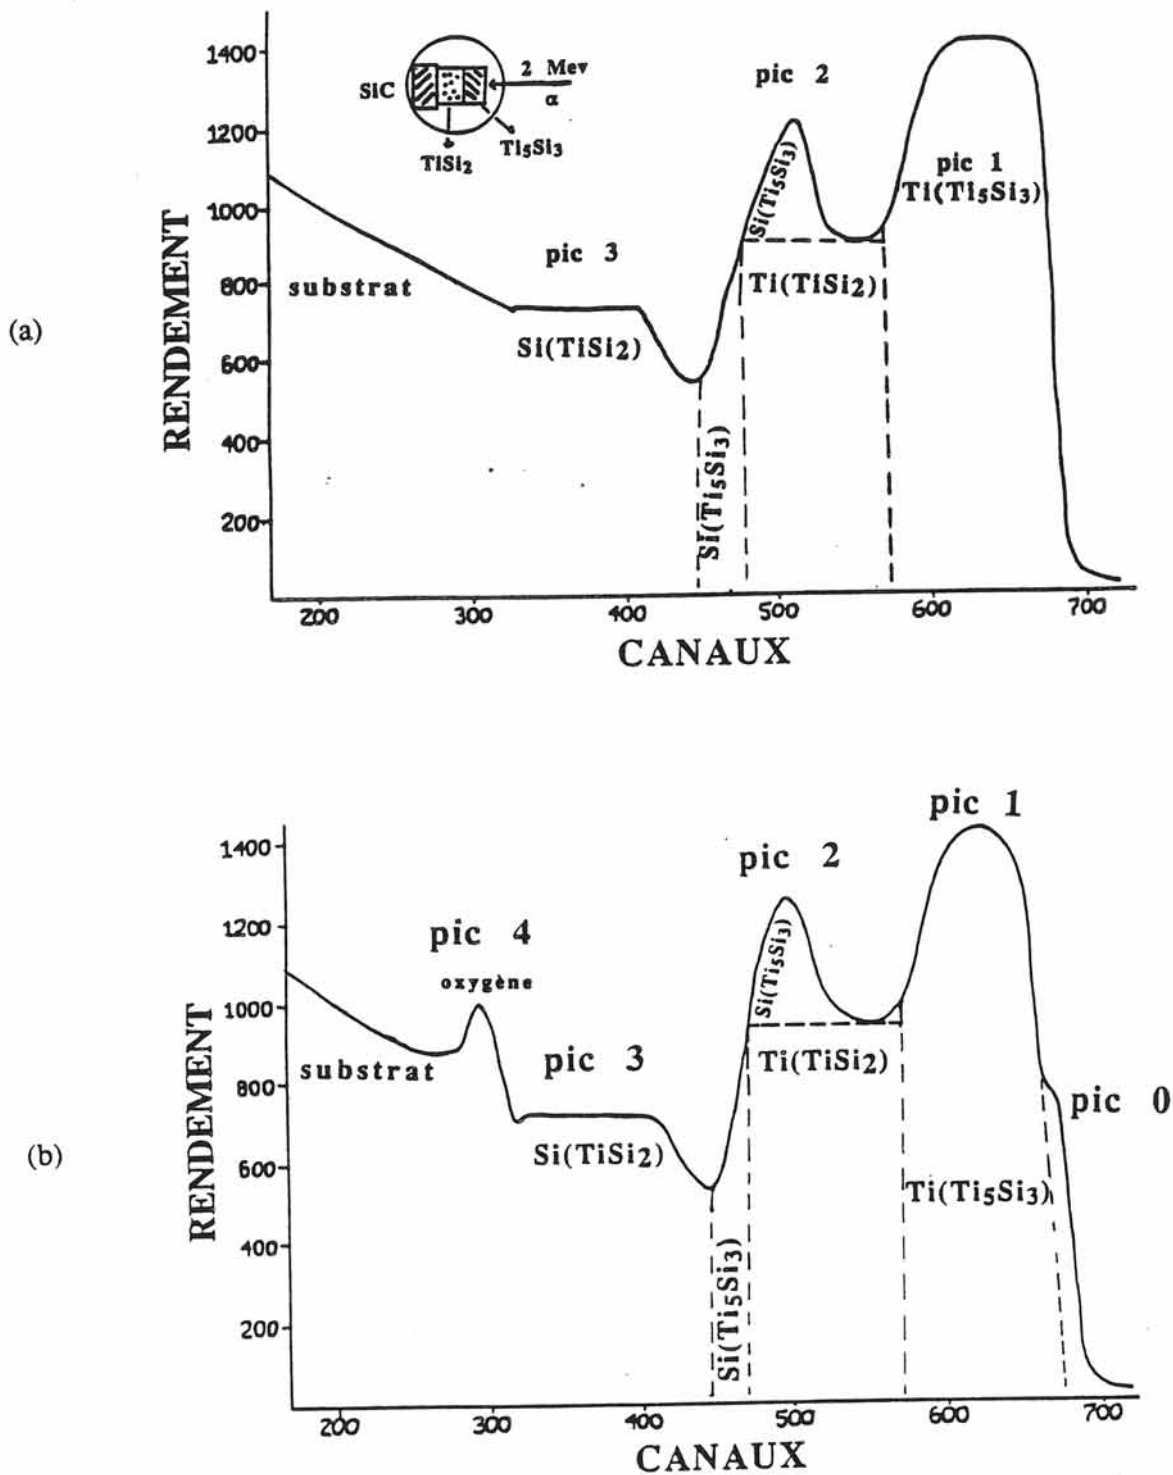 (a)
RENDEMENT
1400
1200
1000
800
600
400
200
SiC
2 Mev
α
TiSi2
Ti5Si3
pic 2
pic 1
Ti(Ti5Si3)
Si(Ti5Si3)
pic 3
substrat
Ti(TiSi2)
Si(TiSi2)
Si(Ti5Si3)
200 300 400 500 600 700
CANAUX
(b)
RENDEMENT
1400
1200
1000
800
600
400
200
pic 1
pic 2
pic 4
oxygène
Si(Ti5Si3)
pic 3
substrat
Ti(TiSi2)
pic 0
Si(TiSi2)
Ti(Ti5Si3)
Si(Ti5Si3)
200 300 400 500 600 700
CANAUX